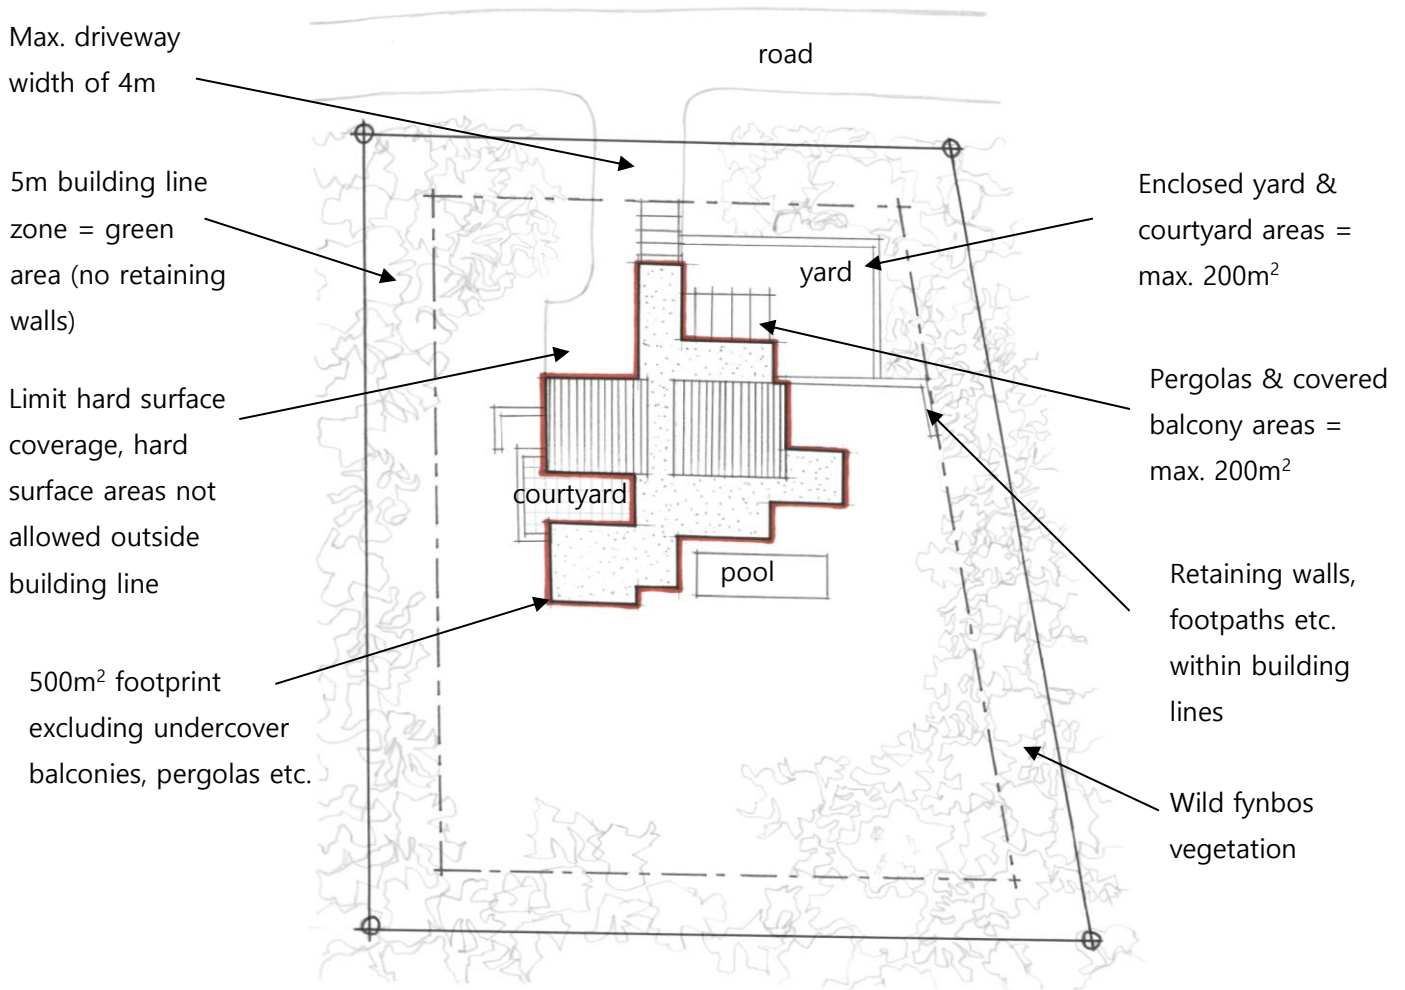 Max. driveway
width of 4m
road
5m building line
zone = green
area (no retaining
walls)
Enclosed yard &
courtyard areas =
max. 200m²
yard
Limit hard surface
coverage, hard
surface areas not
allowed outside
building line
Pergolas & covered
balcony areas =
max. 200m²
courtyard
pool
Retaining walls,
footpaths etc.
within building
lines
500m² footprint
excluding undercover
balconies, pergolas etc.
Wild fynbos
vegetation